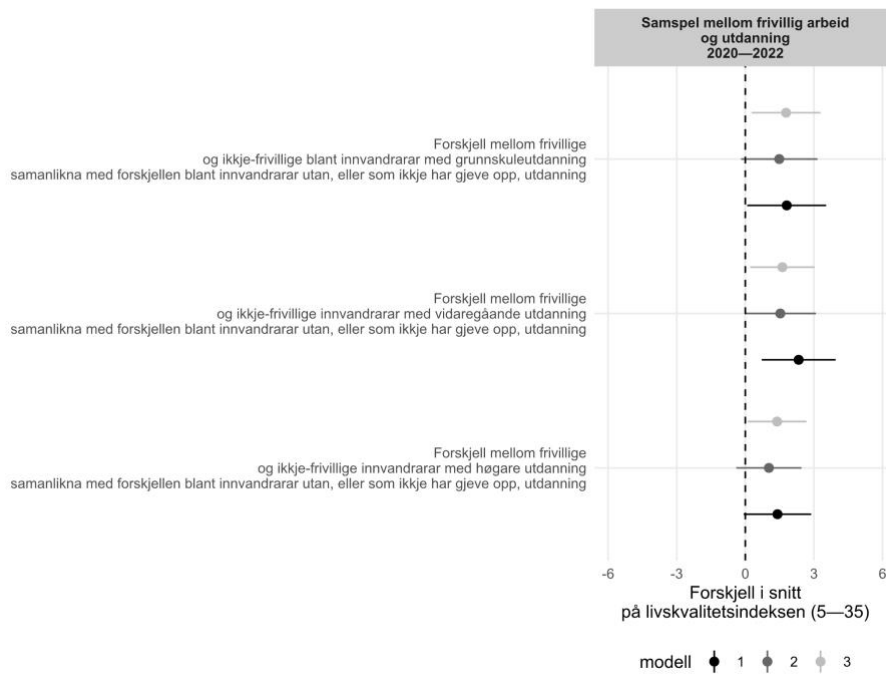 Samspel mellom frivillig arbeid
og utdanning
2020—2022
Forskjell mellom frivillige
og ikkje-frivillige blant innvandrarar med grunnskuleutdanning
samanlikna med forskjellen blant innvandrarar utan, eller som ikkje har gjeve opp, utdanning
Forskjell mellom frivillige
og ikkje-frivillige innvandrarar med vidaregåande utdanning
samanlikna med forskjellen blant innvandrarar utan, eller som ikkje har gjeve opp, utdanning
Forskjell mellom frivillige
og ikkje-frivillige innvandrarar med høgare utdanning
samanlikna med forskjellen blant innvandrarar utan, eller som ikkje har gjeve opp, utdanning
-6 -3 0 3 6
Forskjell i snitt
på livskvalitetsindeksen (5—35)
modell 1 2 3